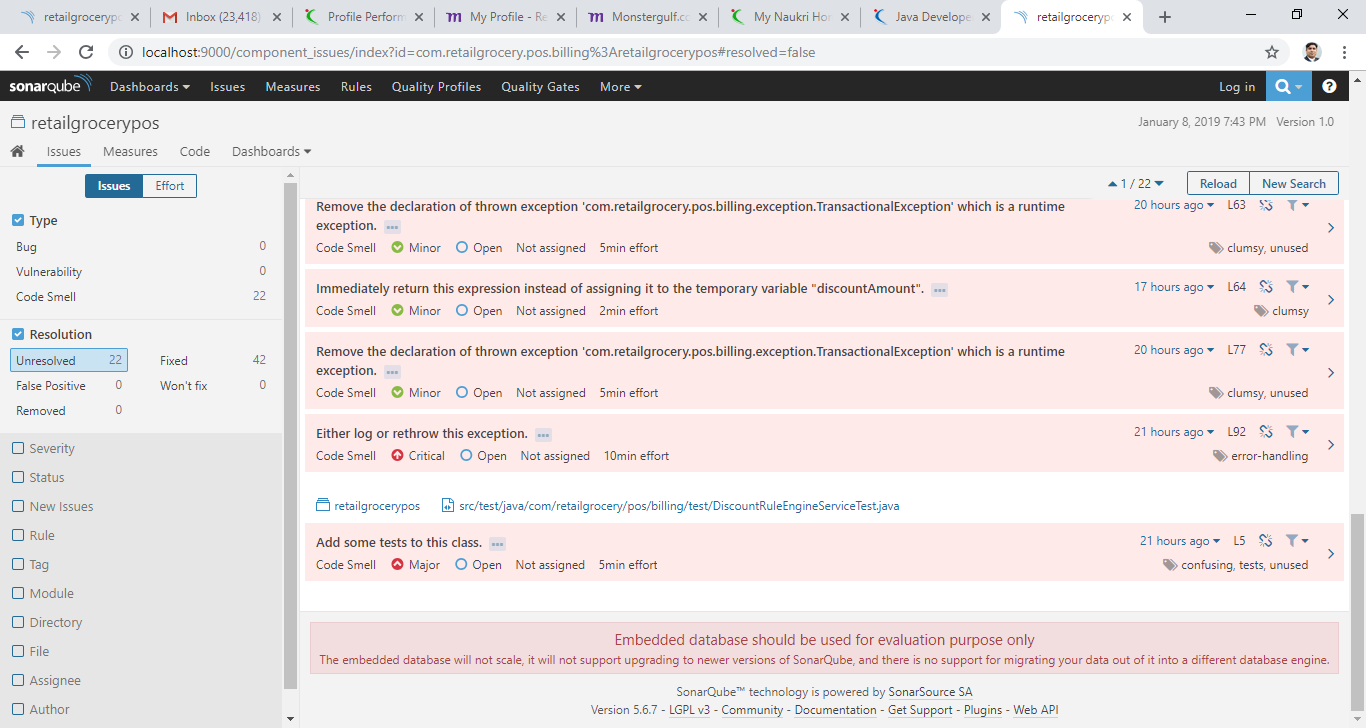 retailgrocerypo
Inbox (23,418)
Profile Perform
My Profile - Re
Monstergulf.co
My Naukri Ho
Java Develope
retailgrocerypo
localhost:9000/component_issues/index?id=com.retailgrocery.pos.billing%3Aretailgrocerypos#resolved=false
sonarqube Dashboards Issues Measures Rules Quality Profiles Quality Gates More Log in ?
retailgrocerypos January 8, 2019 7:43 PM Version 1.0
Issues Measures Code Dashboards
Issues Effort
1 / 22 Reload New Search
Type
Bug 0
Vulnerability 0
Code Smell 22
Resolution
Unresolved 22 Fixed 42
False Positive 0 Won't fix 0
Removed 0
Severity
Status
New Issues
Rule
Tag
Module
Directory
File
Assignee
Author
Remove the declaration of thrown exception 'com.retailgrocery.pos.billing.exception.TransactionalException' which is a runtime 20 hours ago L63
exception. ...
Code Smell Minor Open Not assigned 5min effort clumsy, unused
Immediately return this expression instead of assigning it to the temporary variable "discountAmount". ... 17 hours ago L64
Code Smell Minor Open Not assigned 2min effort clumsy
Remove the declaration of thrown exception 'com.retailgrocery.pos.billing.exception.TransactionalException' which is a runtime 20 hours ago L77
exception. ...
Code Smell Minor Open Not assigned 5min effort clumsy, unused
Either log or rethrow this exception. ... 21 hours ago L92
Code Smell Critical Open Not assigned 10min effort error-handling
retailgrocerypos src/test/java/com/retailgrocery/pos/billing/test/DiscountRuleEngineServiceTest.java
Add some tests to this class. ... 21 hours ago L5
Code Smell Major Open Not assigned 5min effort confusing, tests, unused
Embedded database should be used for evaluation purpose only
The embedded database will not scale, it will not support upgrading to newer versions of SonarQube, and there is no support for migrating your data out of it into a different database engine.
SonarQube™ technology is powered by SonarSource SA
Version 5.6.7 - LGPL v3 - Community - Documentation - Get Support - Plugins - Web API